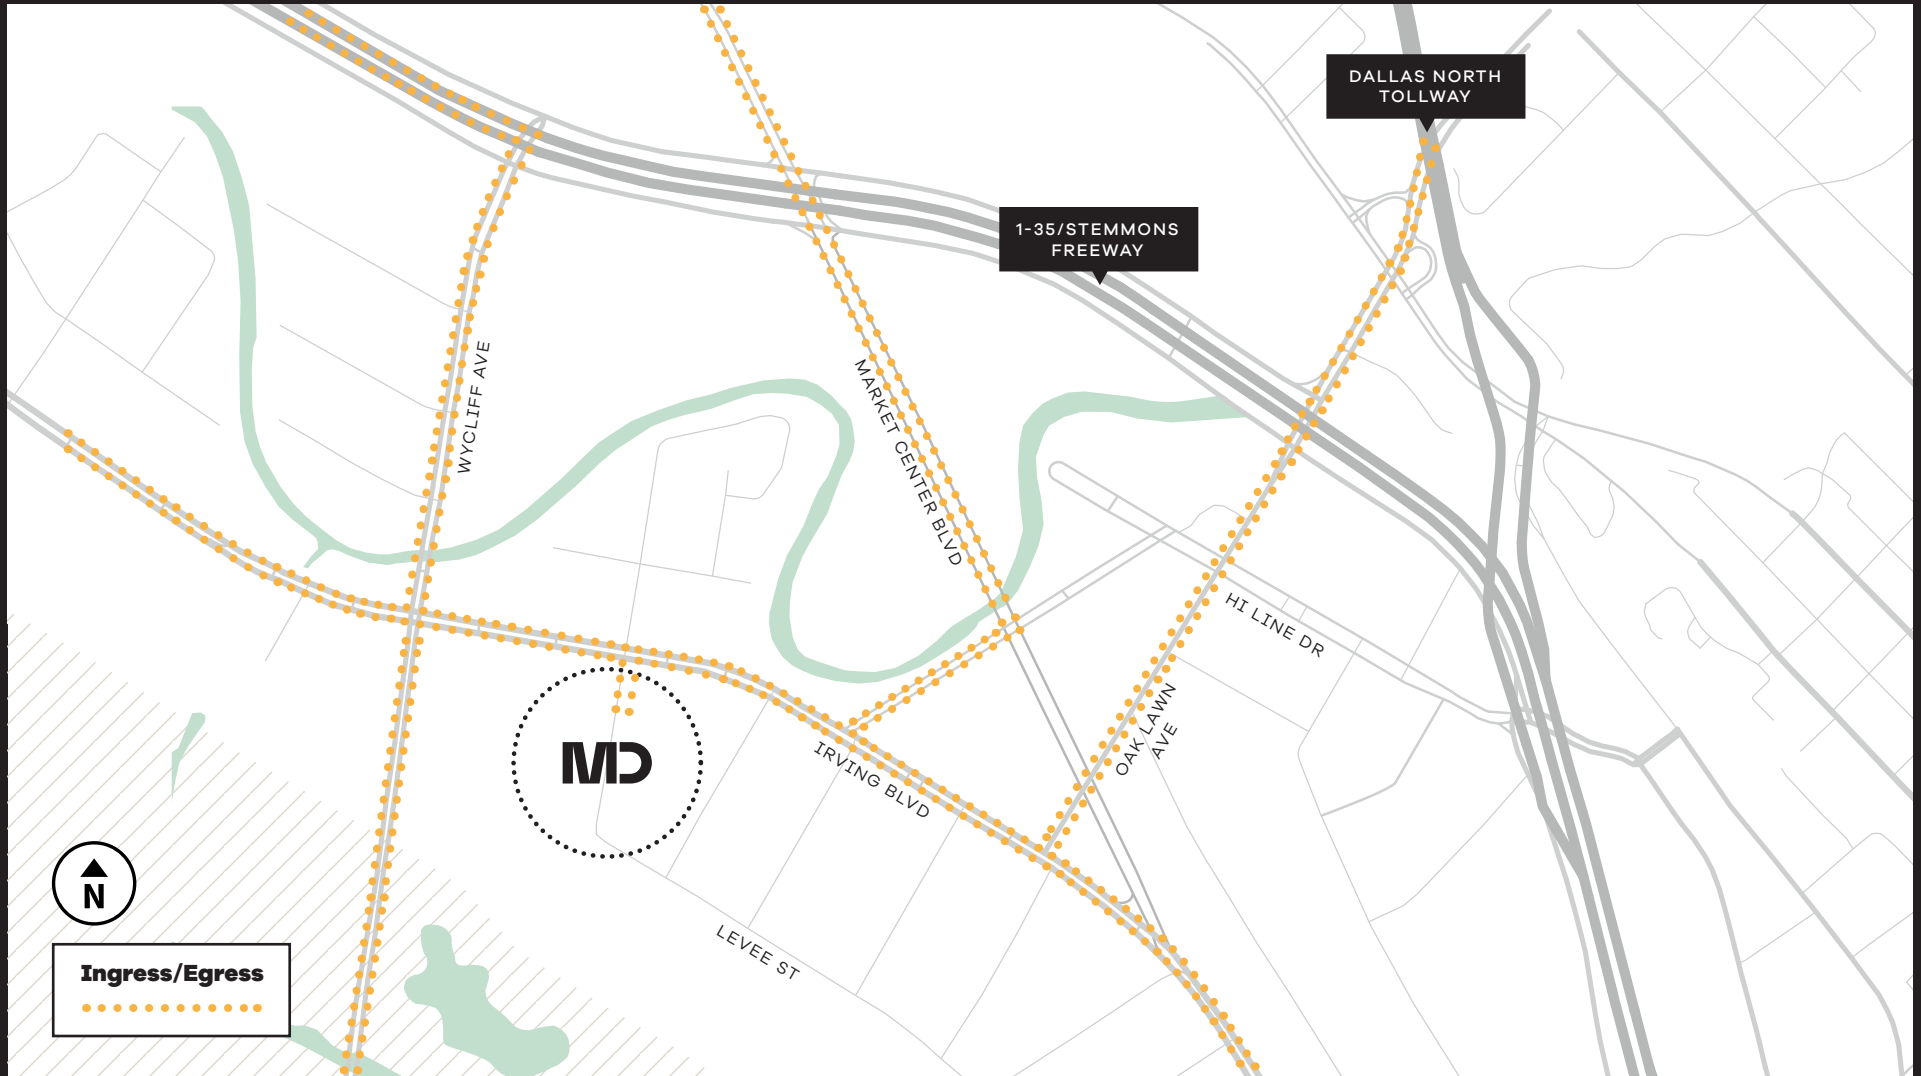 DALLAS NORTH
TOLLWAY
1-35/STEMMONS
FREEWAY
WYCLIFF AVE
MARKET CENTER BLVD
HI LINE DR
OAK LAWN
AVE
IRVING BLVD
MD
LEVEE ST
N
Ingress/Egress